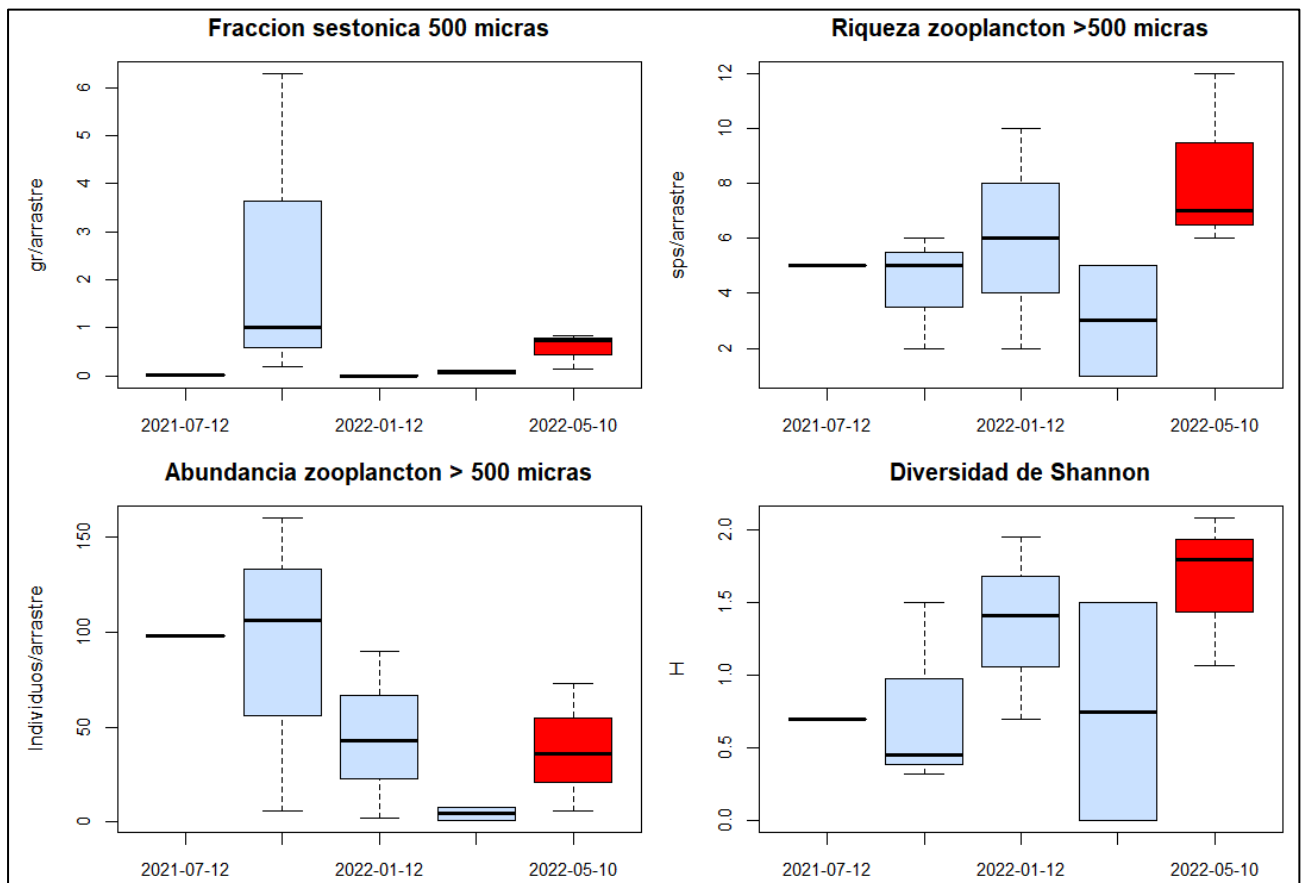 Fraccion sestonica 500 micras
gr/arrastre
6
5
4
3
2
1
0
2021-07-12 2022-01-12 2022-05-10
Riqueza zooplancton >500 micras
sps/arrastre
12
10
8
6
4
2
2021-07-12 2022-01-12 2022-05-10
Abundancia zooplancton > 500 micras
Individuos/arrastre
150
100
50
0
2021-07-12 2022-01-12 2022-05-10
Diversidad de Shannon
H
2.0
1.5
1.0
0.5
0.0
2021-07-12 2022-01-12 2022-05-10